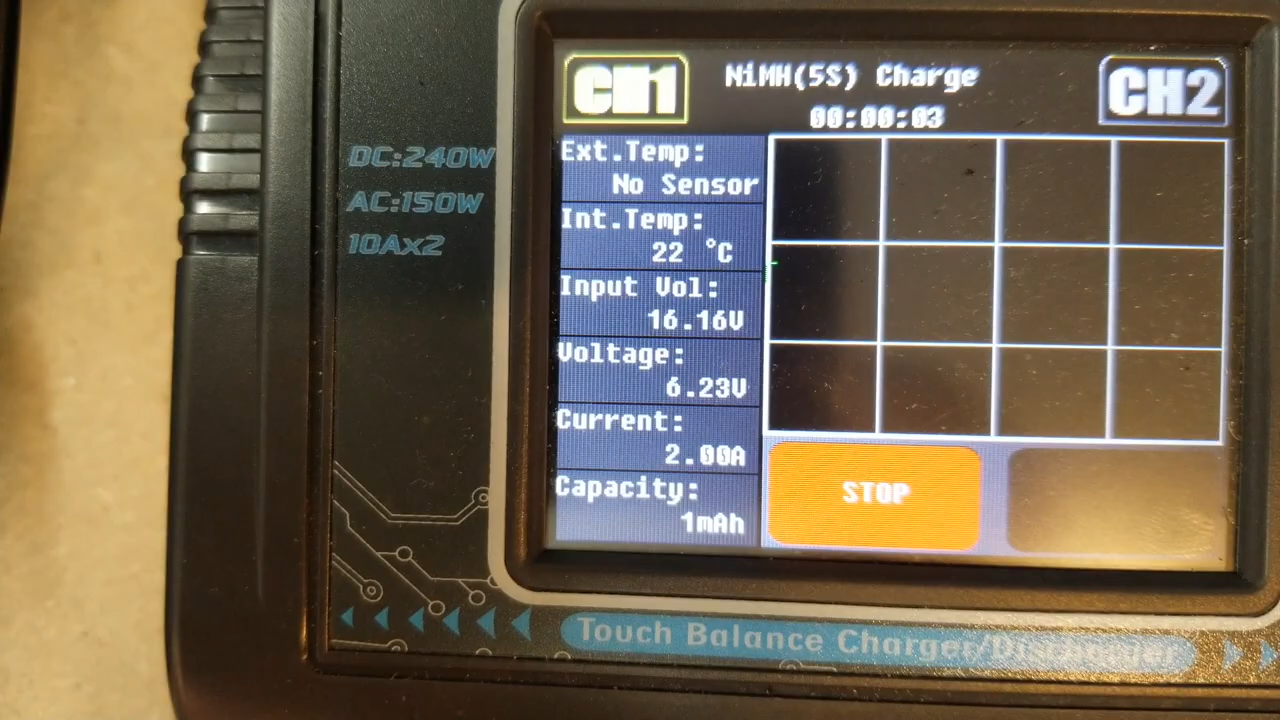 CH1
NiMH(5S) Charge
00:00:03
CH2
DC:240W
AC:150W
10Ax2
Ext.Temp:
No Sensor
Int.Temp:
22 °C
Input Vol:
16.16V
Voltage:
6.23V
Current:
2.00A
Capacity:
1mAh
STOP
Touch Balance Charger/Discharger